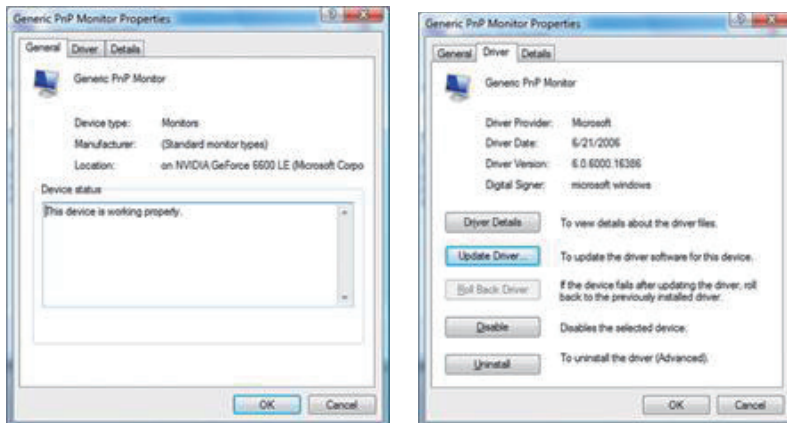 Generic PnP Monitor Properties
General Driver Details
Generic PnP Monitor
Device type: Monitors
Manufacturer: (Standard monitor types)
Location: on NVIDIA GeForce 6600 LE (Microsoft Corpo
Device status
This device is working properly.
OK Cancel
Generic PnP Monitor Properties
General Driver Details
Generic PnP Monitor
Driver Provider: Microsoft
Driver Date: 6/21/2006
Driver Version: 6.0.6000.16386
Digital Signer: microsoft windows
Driver Details To view details about the driver files.
Update Driver... To update the driver software for this device.
Roll Back Driver If the device fails after updating the driver, roll
back to the previously installed driver.
Disable Disables the selected device.
Uninstall To uninstall the driver (Advanced).
OK Cancel